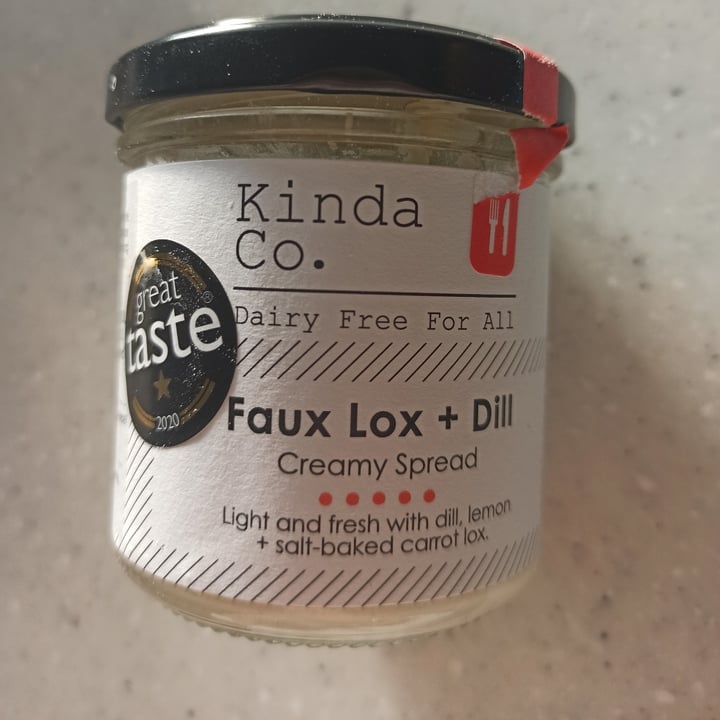 Kinda
Co.
Dairy Free For All
great
taste®
2020
Faux Lox + Dill
Creamy Spread
Light and fresh with dill, lemon
+ salt-baked carrot lox.